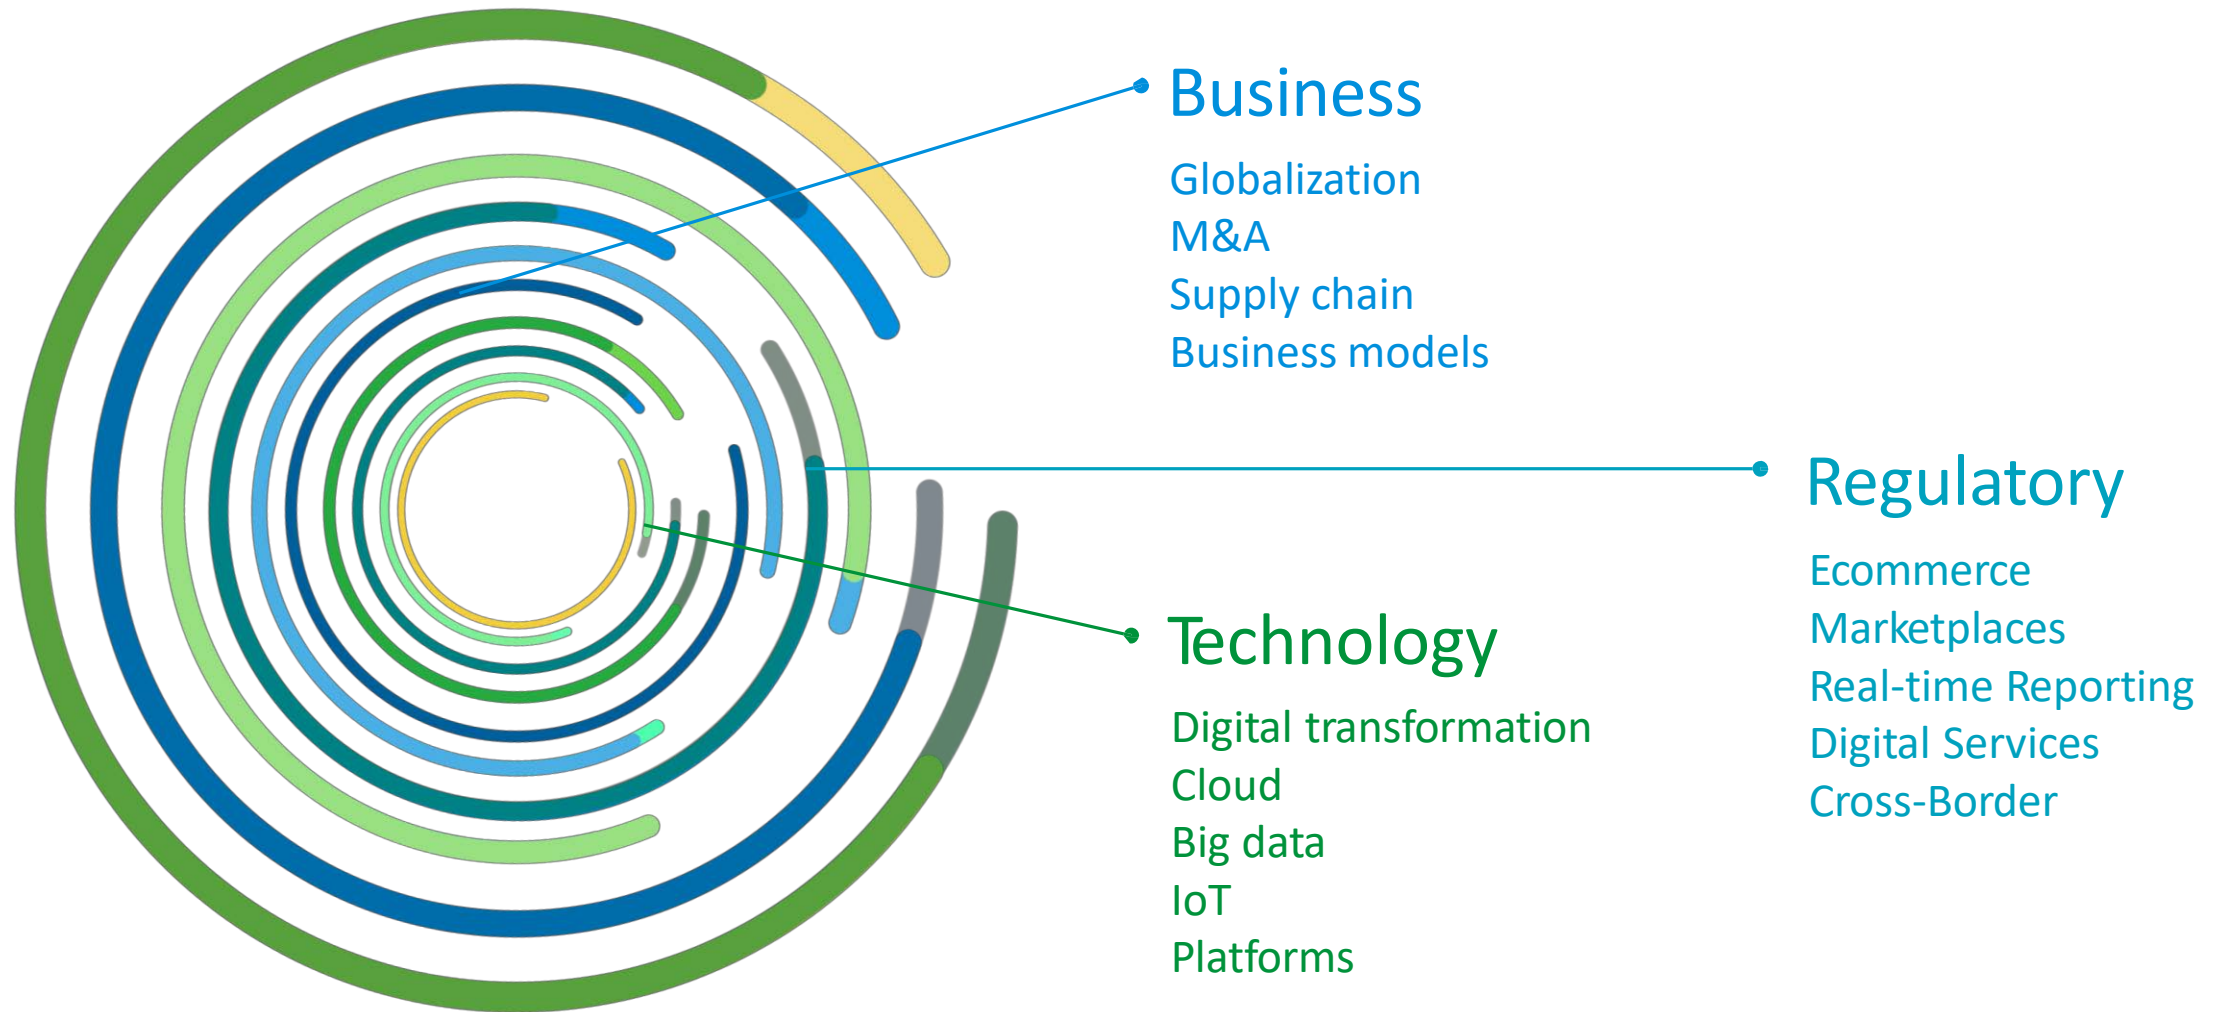 Business
Globalization
M&A
Supply chain
Business models
Regulatory
Ecommerce
Marketplaces
Real-time Reporting
Digital Services
Cross-Border
Technology
Digital transformation
Cloud
Big data
IoT
Platforms